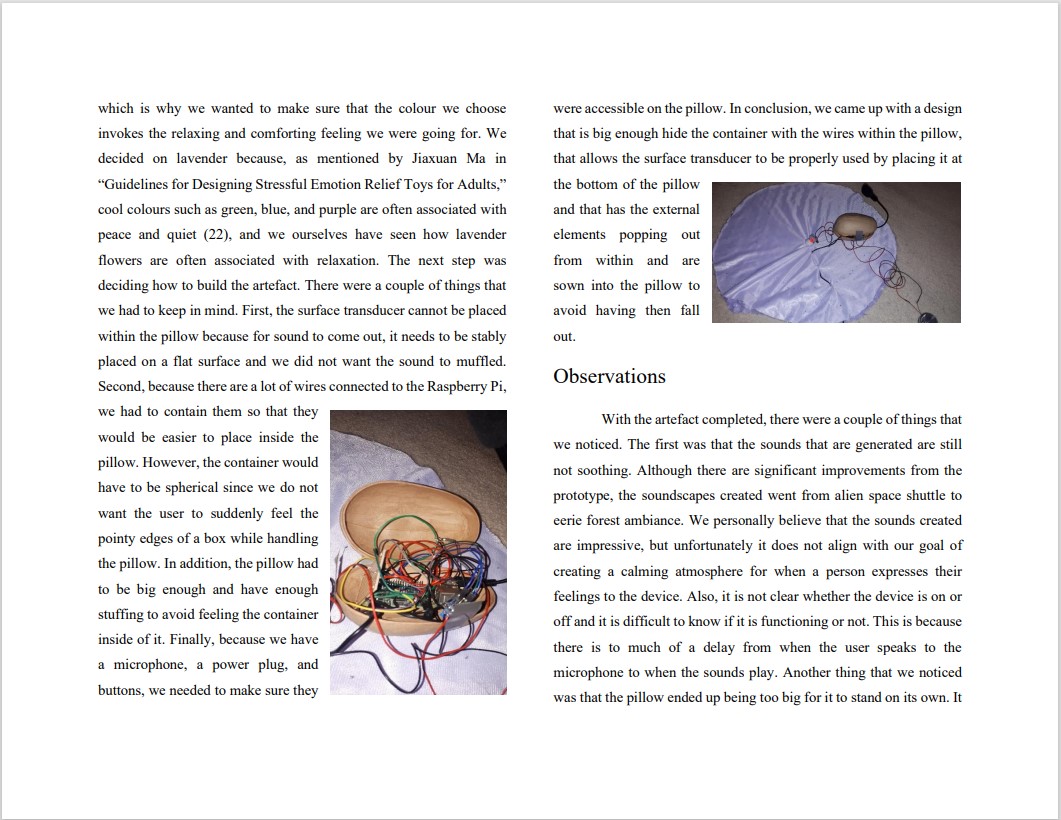 which is why we wanted to make sure that the colour we choose
invokes the relaxing and comforting feeling we were going for. We
decided on lavender because, as mentioned by Jiaxuan Ma in
“Guidelines for Designing Stressful Emotion Relief Toys for Adults,”
cool colours such as green, blue, and purple are often associated with
peace and quiet (22), and we ourselves have seen how lavender
flowers are often associated with relaxation. The next step was
deciding how to build the artefact. There were a couple of things that
we had to keep in mind. First, the surface transducer cannot be placed
within the pillow because for sound to come out, it needs to be stably
placed on a flat surface and we did not want the sound to muffled.
Second, because there are a lot of wires connected to the Raspberry Pi,
we had to contain them so that they
would be easier to place inside the
pillow. However, the container would
have to be spherical since we do not
want the user to suddenly feel the
pointy edges of a box while handling
the pillow. In addition, the pillow had
to be big enough and have enough
stuffing to avoid feeling the container
inside of it. Finally, because we have
a microphone, a power plug, and
buttons, we needed to make sure they
were accessible on the pillow. In conclusion, we came up with a design
that is big enough hide the container with the wires within the pillow,
that allows the surface transducer to be properly used by placing it at
the bottom of the pillow
and that has the external
elements popping out
from within and are
sown into the pillow to
avoid having then fall
out.
Observations
With the artefact completed, there were a couple of things that
we noticed. The first was that the sounds that are generated are still
not soothing. Although there are significant improvements from the
prototype, the soundscapes created went from alien space shuttle to
eerie forest ambiance. We personally believe that the sounds created
are impressive, but unfortunately it does not align with our goal of
creating a calming atmosphere for when a person expresses their
feelings to the device. Also, it is not clear whether the device is on or
off and it is difficult to know if it is functioning or not. This is because
there is to much of a delay from when the user speaks to the
microphone to when the sounds play. Another thing that we noticed
was that the pillow ended up being too big for it to stand on its own. It